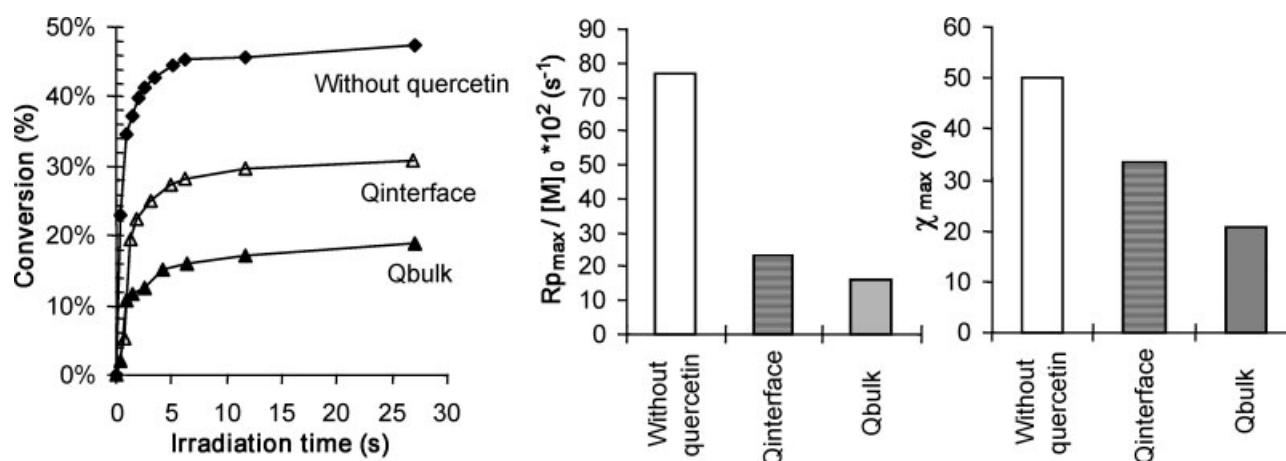 50%
40%
30%
20%
10%
0%
Conversion (%)
Without quercetin
Qinterface
Qbulk
0 5 10 15 20 25 30
Irradiation time (s)
90
80
70
60
50
40
30
20
10
0
Rpmax / [M]0 *10² (s⁻¹)
Without
quercetin
Qinterface
Qbulk
60
50
40
30
20
10
0
χmax (%)
Without
quercetin
Qinterface
Qbulk